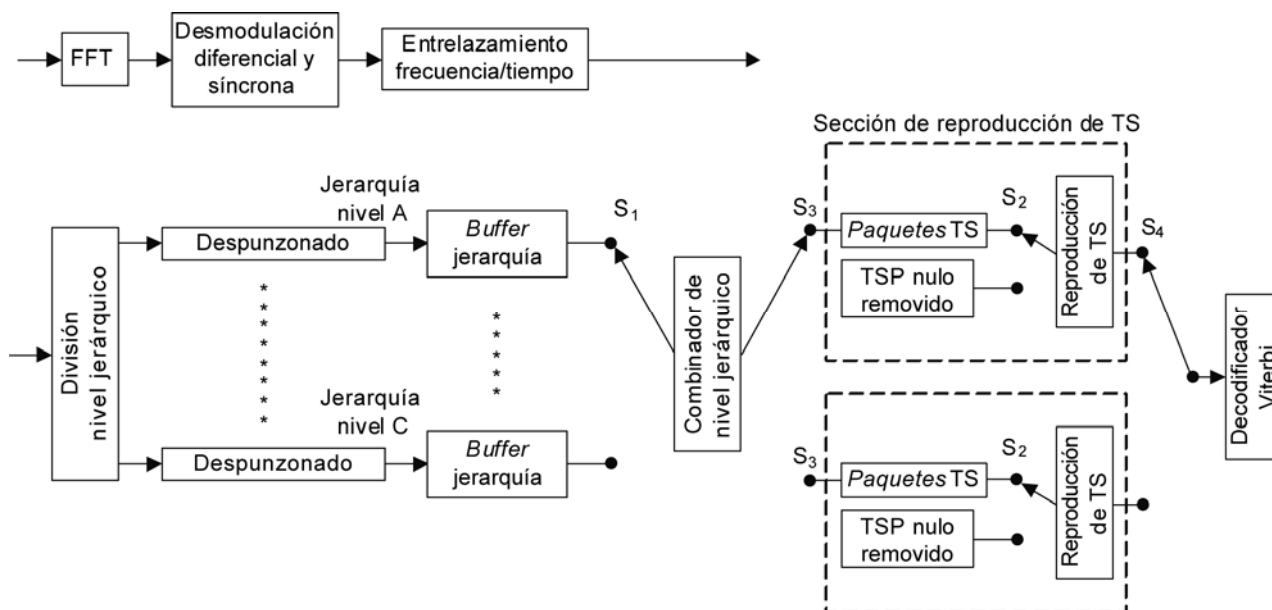 FFT
Desmodulación
diferencial y
síncrona
Entrelazamiento
frecuencia/tiempo
Sección de reproducción de TS
División
nivel jerárquico
Jerarquía
nivel A
Despunzonado
Buffer
jerarquía
S1
* * * * * * *
* * * * *
Jerarquía
nivel C
Despunzonado
Buffer
jerarquía
Combinador de
nivel jerárquico
S3
Paquetes TS
S2
TSP nulo
removido
Reproducción
de TS
S4
S3
Paquetes TS
S2
TSP nulo
removido
Reproducción
de TS
Decodificador
Viterbi